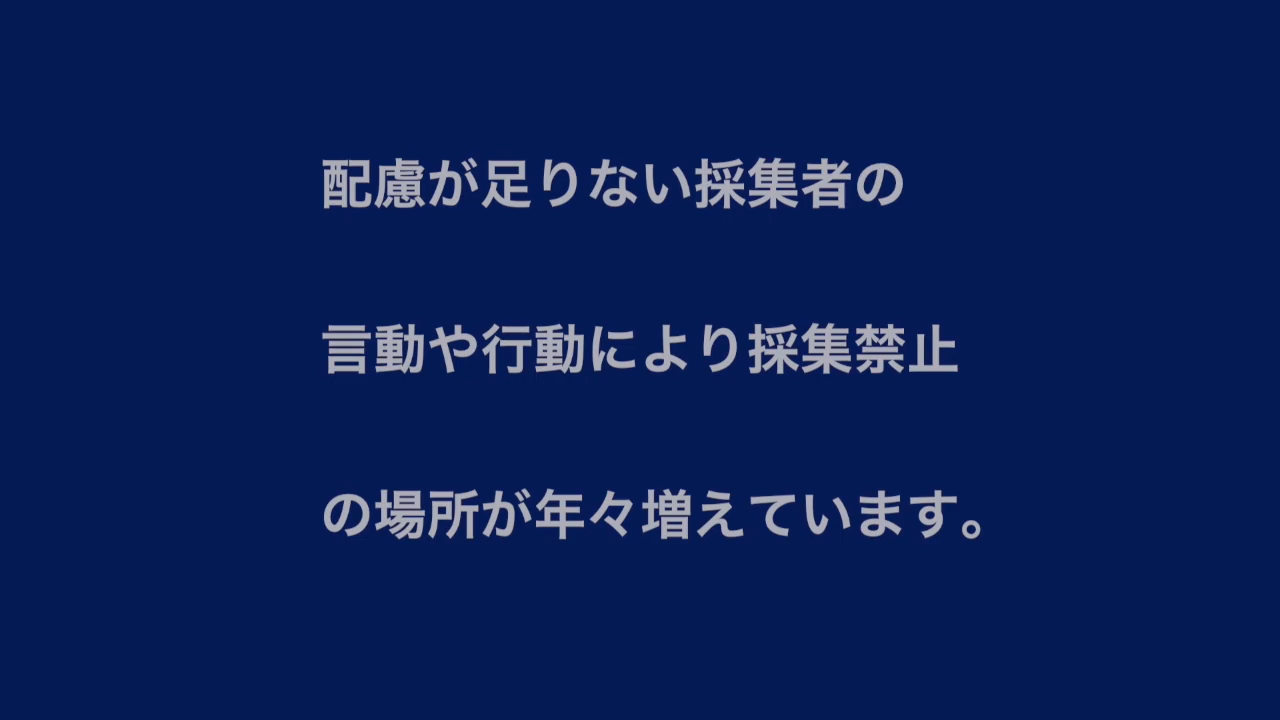 配慮が足りない採集者の
言動や行動により採集禁止
の場所が年々増えています。